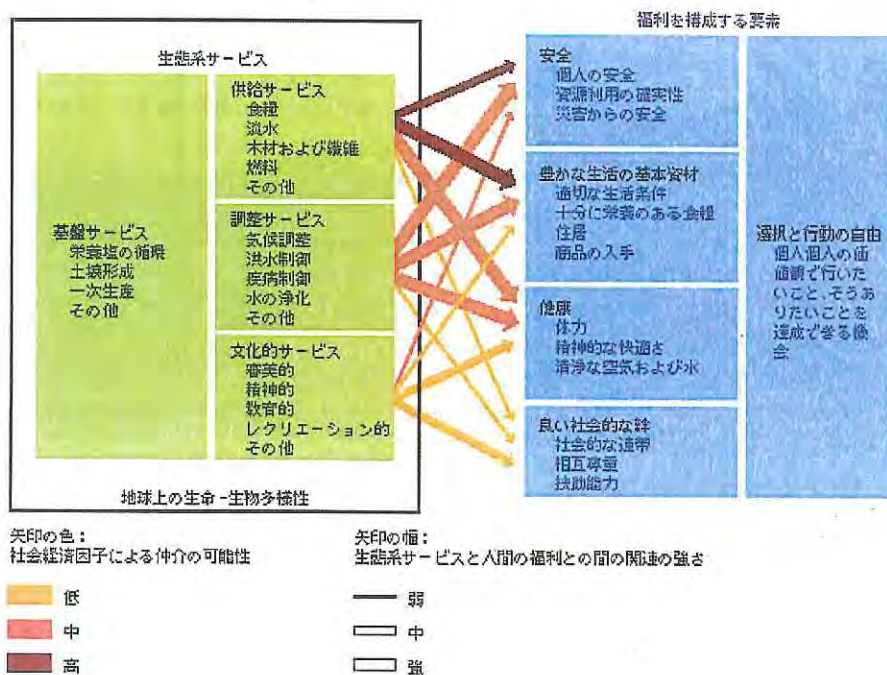 福利を構成する要素
生態系サービス
基盤サービス
栄養塩の循環
土壌形成
一次生産
その他
供給サービス
食糧
淡水
木材および繊維
燃料
その他
調整サービス
気候調整
洪水制御
疾病制御
水の浄化
その他
文化的サービス
審美的
精神的
教育的
レクリエーション的
その他
地球上の生命 - 生物多様性
安全
個人の安全
資源利用の確実性
災害からの安全
豊かな生活の基本資材
適切な生活条件
十分に栄養のある食糧
住居
商品の入手
健康
体力
精神的な快適さ
清浄な空気および水
良い社会的な絆
社会的な連帯
相互尊重
扶助能力
選択と行動の自由
個人個人の価
値観で行いた
いこと、そうあ
りたいことを
達成できる機
会
矢印の色:
社会経済因子による仲介の可能性
低
中
高
矢印の幅:
生態系サービスと人間の福利との間の関連の強さ
弱
中
強